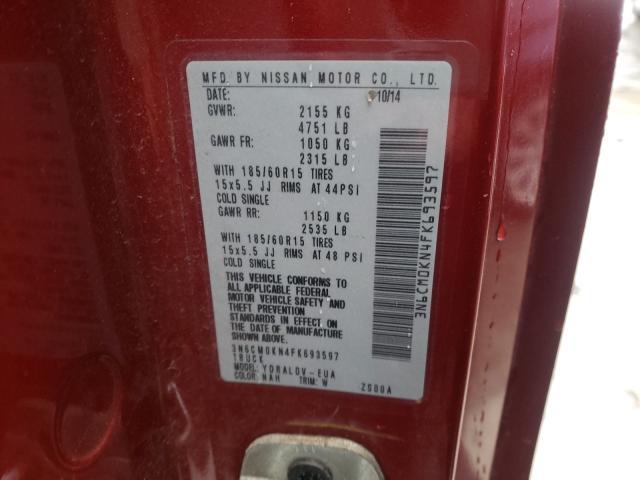 MFD. BY NISSAN MOTOR CO., LTD.
DATE: 10/14
GVWR: 2155 KG
4751 LB
GAWR FR: 1050 KG
2315 LB
WITH 185/60R15 TIRES
15x5.5 JJ RIMS AT 44PSI
COLD SINGLE
GAWR RR: 1150 KG
2535 LB
WITH 185/60R15 TIRES
15x5.5 JJ RIMS AT 48 PSI
COLD SINGLE
THIS VEHICLE CONFORMS TO
ALL APPLICABLE FEDERAL
MOTOR VEHICLE SAFETY AND
THEFT PREVENTION
STANDARDS IN EFFECT ON
THE DATE OF MANUFACTURE
SHOWN ABOVE.
3N6CM0KN4FK693597
TRUCK
MODEL: YDRALDV-EUA
COLOR: NAH TRIM: W 2S00A
3N6CM0KN4FK693597